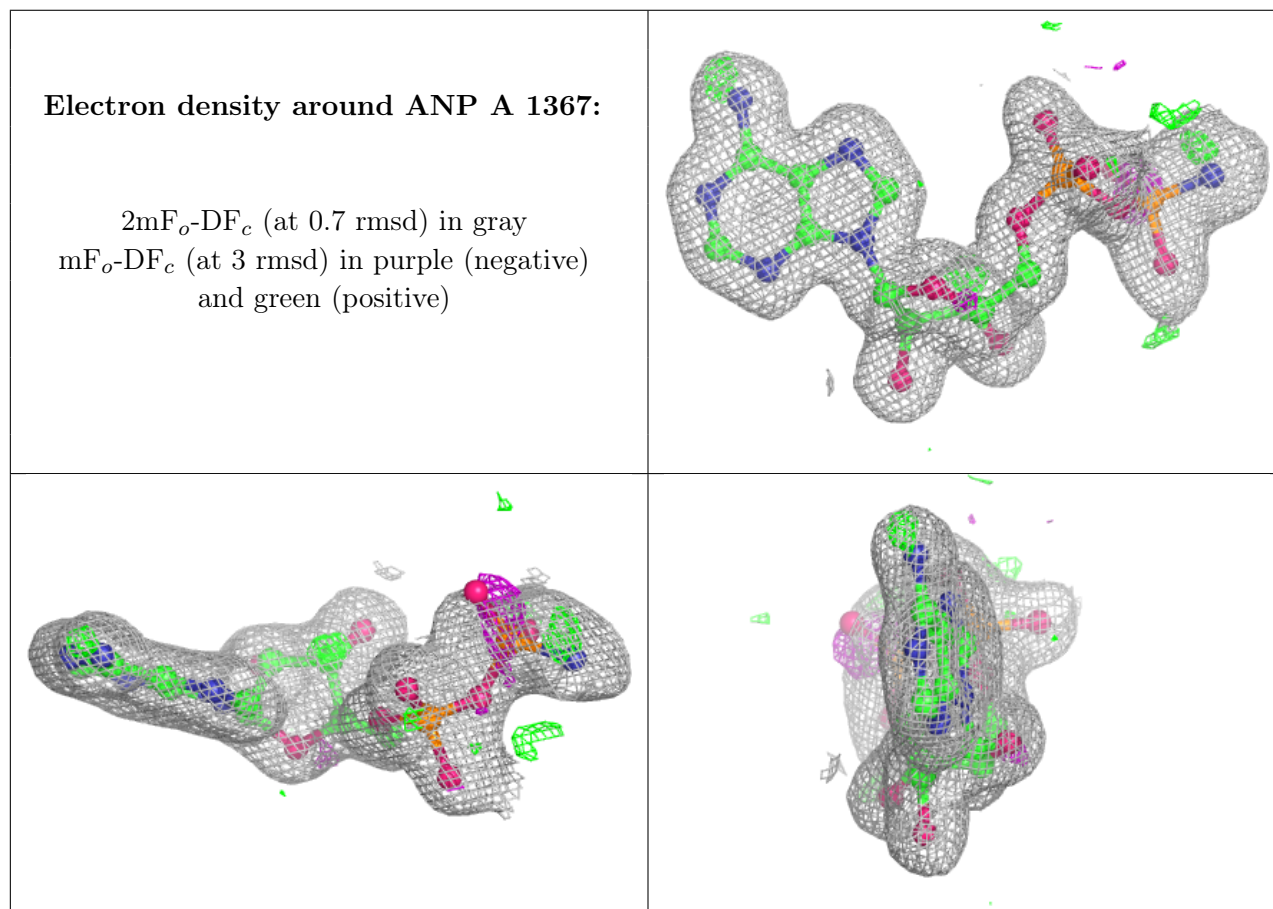 Electron density around ANP A 1367:
2mFo-DFc (at 0.7 rmsd) in gray
mFo-DFc (at 3 rmsd) in purple (negative)
and green (positive)